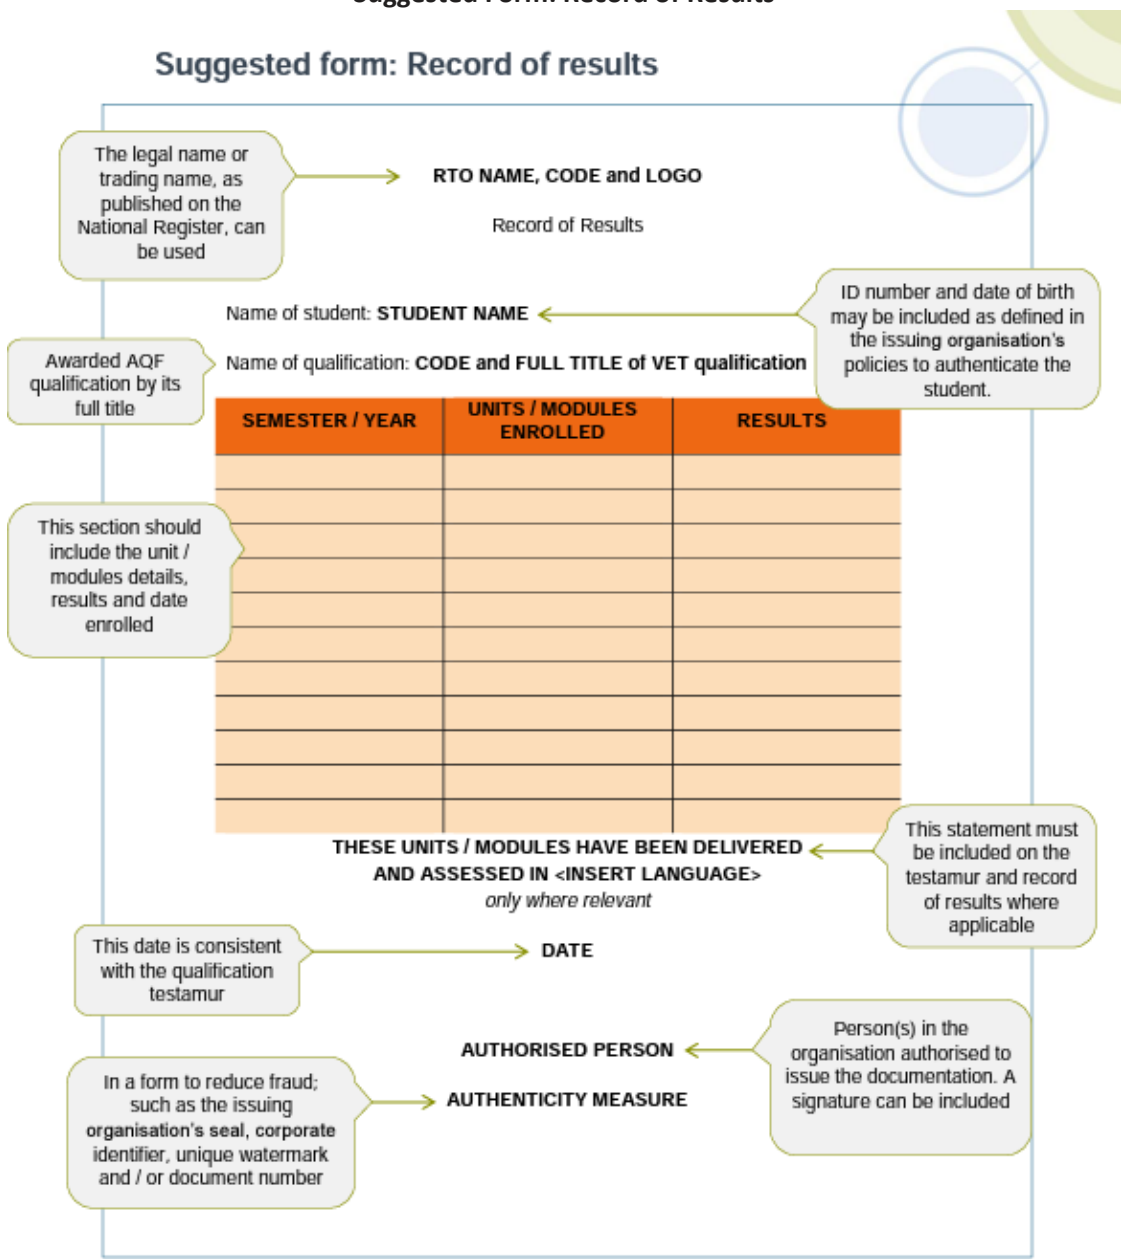 Suggested Form: Record of Results
Suggested form: Record of results
The legal name or
trading name, as
published on the
National Register, can
be used
RTO NAME, CODE and LOGO
Record of Results
ID number and date of birth
may be included as defined in
the issuing organisation's
policies to authenticate the
student.
Name of student: STUDENT NAME
Awarded AQF
qualification by its
full title
Name of qualification: CODE and FULL TITLE of VET qualification
SEMESTER / YEAR
UNITS / MODULES
ENROLLED
RESULTS
This section should
include the unit /
modules details,
results and date
enrolled
THESE UNITS / MODULES HAVE BEEN DELIVERED
AND ASSESSED IN <INSERT LANGUAGE>
only where relevant
This statement must
be included on the
testamur and record
of results where
applicable
This date is consistent
with the qualification
testamur
DATE
AUTHORISED PERSON
Person(s) in the
organisation authorised to
issue the documentation. A
signature can be included
In a form to reduce fraud;
such as the issuing
organisation's seal, corporate
identifier, unique watermark
and / or document number
AUTHENTICITY MEASURE